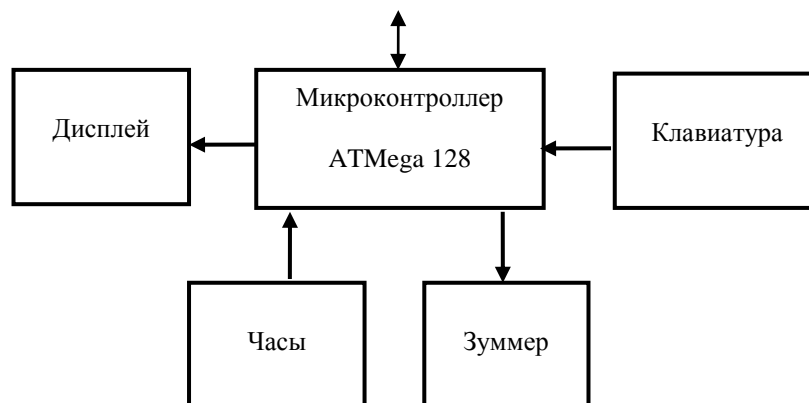 Микроконтроллер
ATMega 128
Дисплей
Клавиатура
Часы
Зуммер